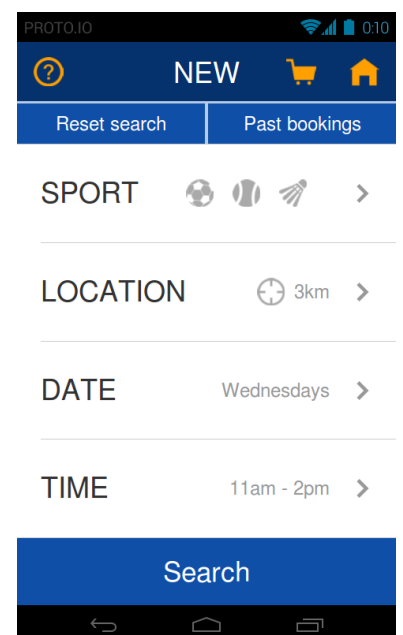 PROTO.IO 0:10
? NEW
Reset search Past bookings
SPORT
LOCATION 3km
DATE Wednesdays
TIME 11am - 2pm
Search